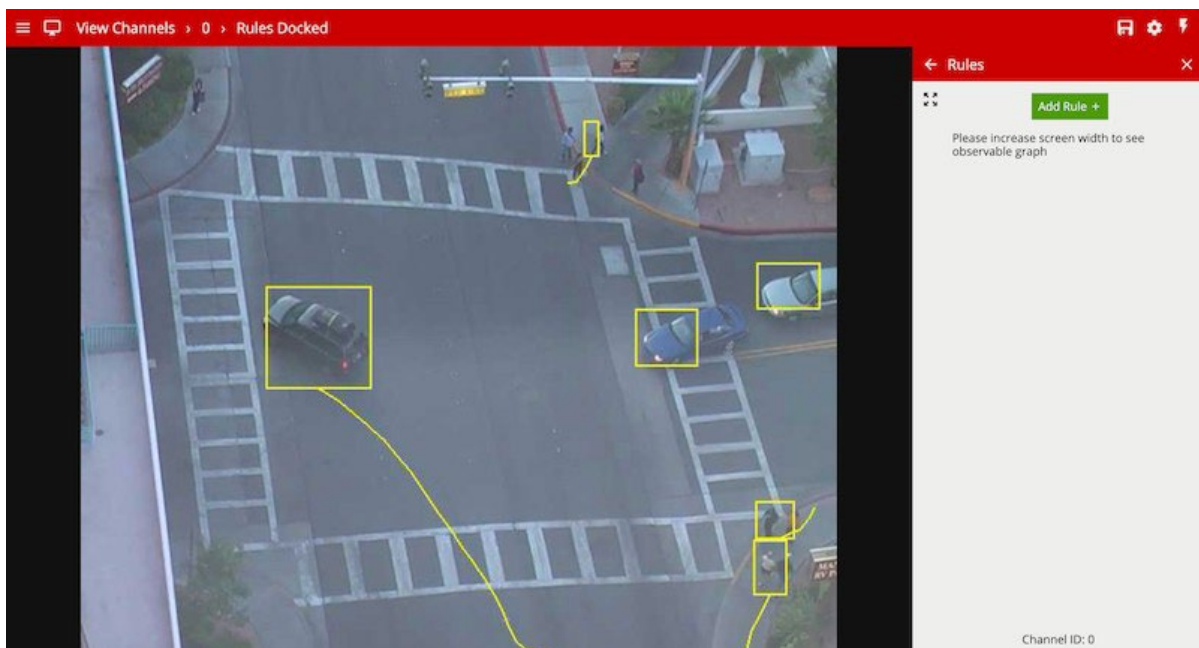 View Channels › 0 › Rules Docked
Rules
Add Rule +
Please increase screen width to see
observable graph
Channel ID: 0